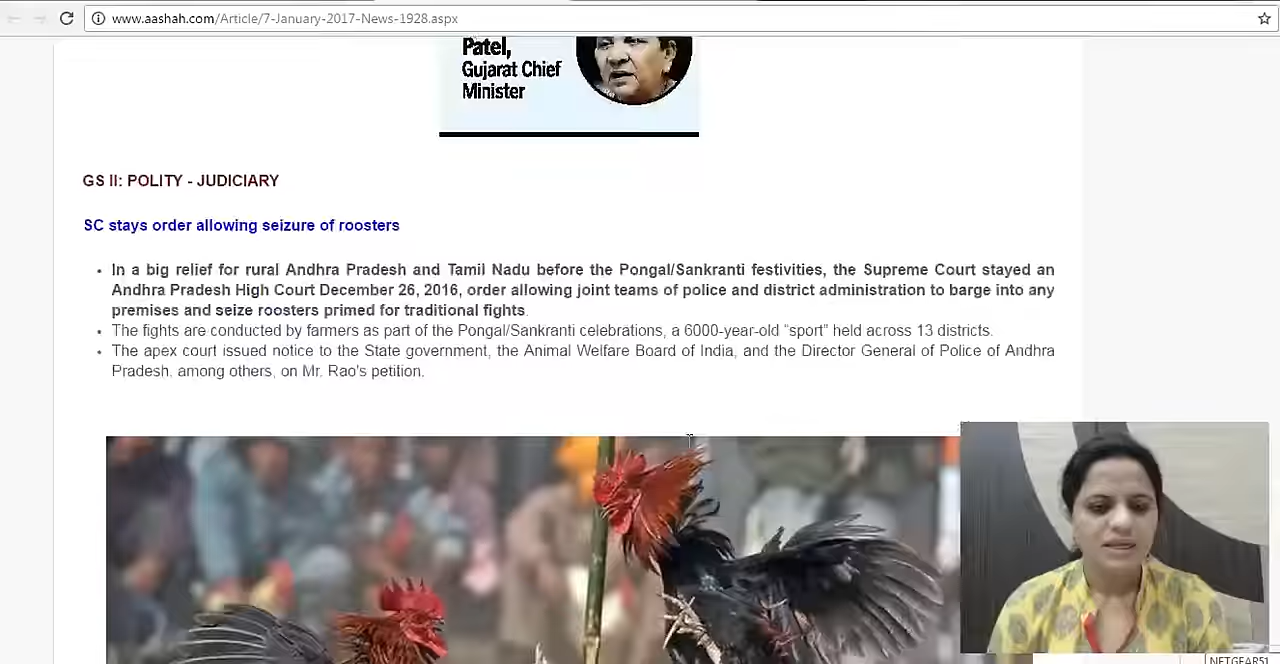 www.aashah.com/Article/7-January-2017-News-1928.aspx
Patel,
Gujarat Chief
Minister
GS II: POLITY - JUDICIARY
SC stays order allowing seizure of roosters
• In a big relief for rural Andhra Pradesh and Tamil Nadu before the Pongal/Sankranti festivities, the Supreme Court stayed an
Andhra Pradesh High Court December 26, 2016, order allowing joint teams of police and district administration to barge into any
premises and seize roosters primed for traditional fights.
• The fights are conducted by farmers as part of the Pongal/Sankranti celebrations, a 6000-year-old “sport” held across 13 districts.
• The apex court issued notice to the State government, the Animal Welfare Board of India, and the Director General of Police of Andhra
Pradesh, among others, on Mr. Rao's petition.
NETGEAR51